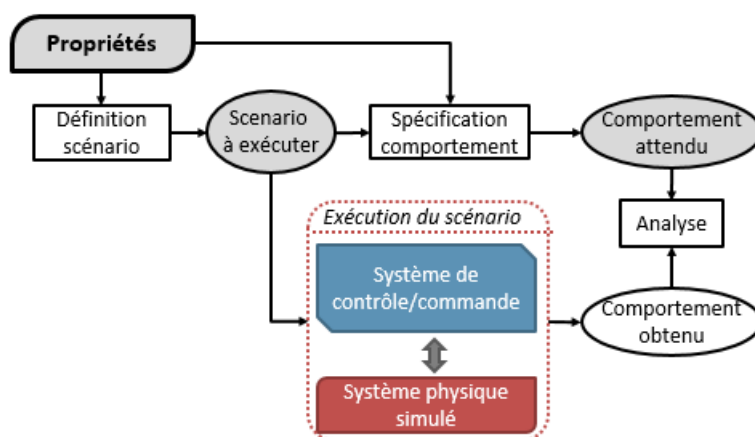 Propriétés
Définition
scénario
Scenario
à exécuter
Spécification
comportement
Comportement
attendu
Exécution du scénario
Analyse
Système de
contrôle/commande
Comportement
obtenu
Système physique
simulé